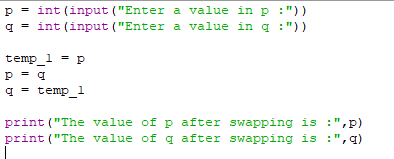 p = int(input("Enter a value in p :"))
q = int(input("Enter a value in q :"))
temp_1 = p
p = q
q = temp_1
print("The value of p after swapping is :",p)
print("The value of q after swapping is :",q)